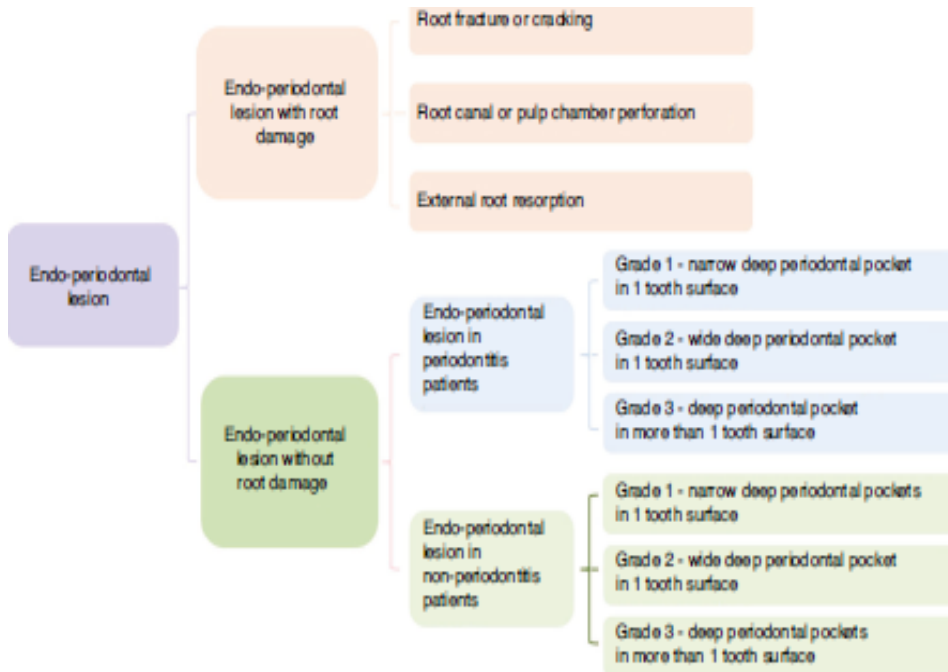 Root fracture or cracking
Endo-periodontal
lesion with root
damage
Root canal or pulp chamber perforation
External root resorption
Endo-periodontal
lesion
Endo-periodontal
lesion in
periodontitis
patients
Grade 1 - narrow deep periodontal pocket
in 1 tooth surface
Grade 2 - wide deep periodontal pocket
in 1 tooth surface
Grade 3 - deep periodontal pocket
in more than 1 tooth surface
Endo-periodontal
lesion without
root damage
Endo-periodontal
lesion in
non-periodontitis
patients
Grade 1 - narrow deep periodontal pockets
in 1 tooth surface
Grade 2 - wide deep periodontal pocket
in 1 tooth surface
Grade 3 - deep periodontal pockets
in more than 1 tooth surface